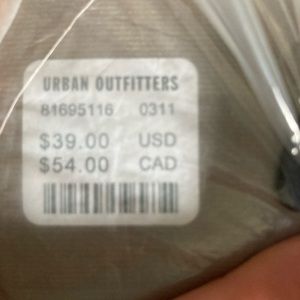 URBAN OUTFITTERS
81695116 0311
$39.00 USD
$54.00 CAD